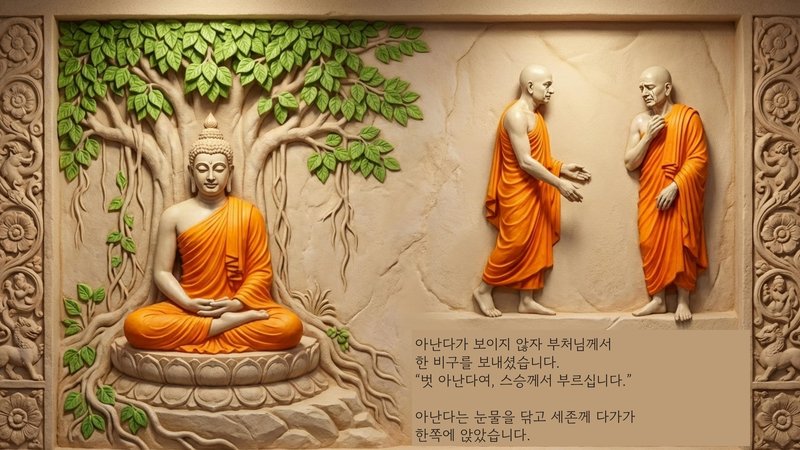 아난다가 보이지 않자 부처님께서
한 비구를 보내셨습니다.
“벗 아난다여, 스승께서 부르십니다.”
아난다는 눈물을 닦고 세존께 다가가
한쪽에 앉았습니다.